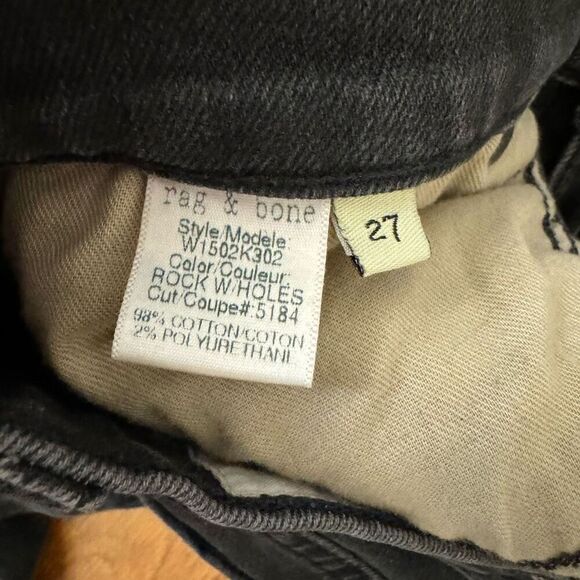 rag & bone
Style/Modele:
W1502K302
Color/Couleur:
ROCK W/HOLES
Cut/Coupe#:5184
98% COTTON/COTON
2% POLYURETHANE
27